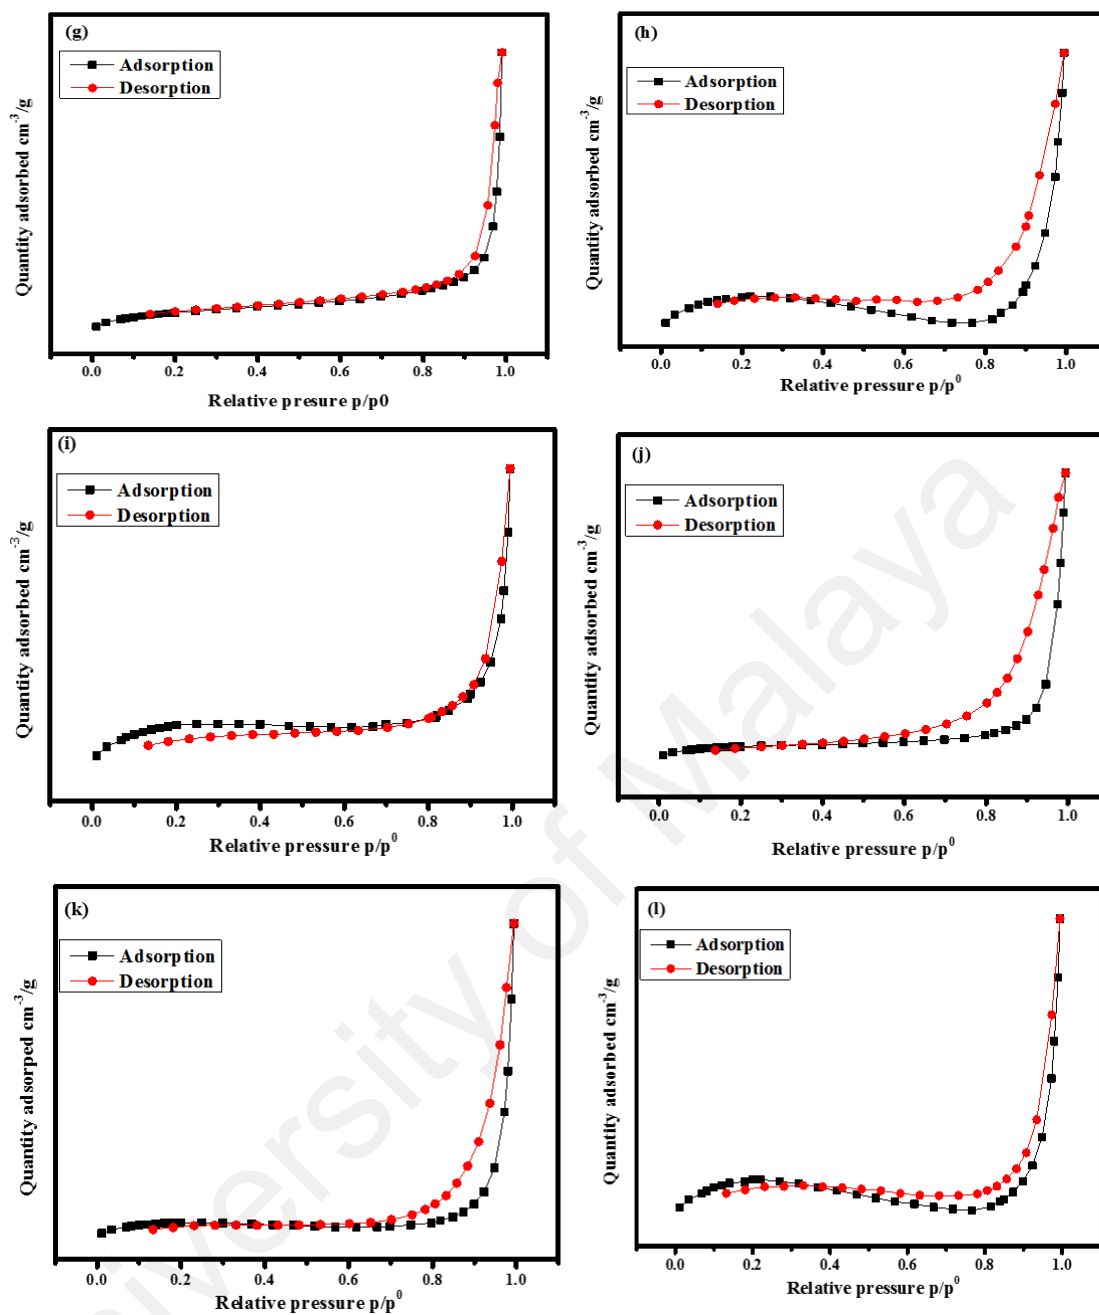 (g)
Adsorption
Desorption
Quantity adsorbed cm⁻³/g
0.0 0.2 0.4 0.6 0.8 1.0
Relative presure p/p0
(h)
Adsorption
Desorption
Quantity adsorbed cm⁻³/g
0.0 0.2 0.4 0.6 0.8 1.0
Relative pressure p/p⁰
(i)
Adsorption
Desorption
Quantity adsorbed cm⁻³/g
0.0 0.2 0.4 0.6 0.8 1.0
Relative pressure p/p⁰
(j)
Adsorption
Desorption
Quantity adsorbed cm⁻³/g
0.0 0.2 0.4 0.6 0.8 1.0
Relative pressure p/p⁰
(k)
Adsorption
Desorption
Quantity adsorped cm⁻³/g
0.0 0.2 0.4 0.6 0.8 1.0
Relative pressure p/p⁰
(l)
Adsorption
Desorption
Quantity adsorbed cm⁻³/g
0.0 0.2 0.4 0.6 0.8 1.0
Relative pressure p/p⁰
iversity of Malaya